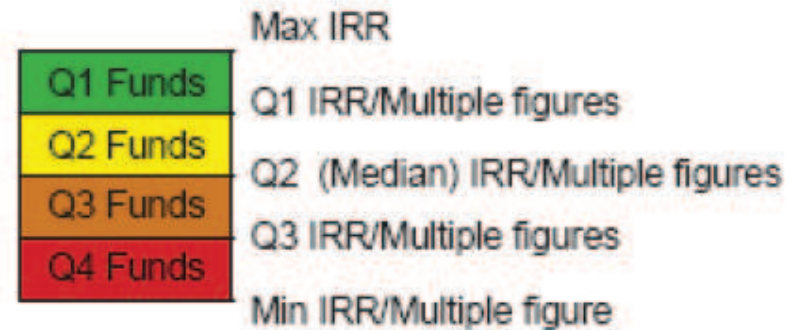 Max IRR
Q1 Funds
Q1 IRR/Multiple figures
Q2 Funds
Q2 (Median) IRR/Multiple figures
Q3 Funds
Q3 IRR/Multiple figures
Q4 Funds
Min IRR/Multiple figure